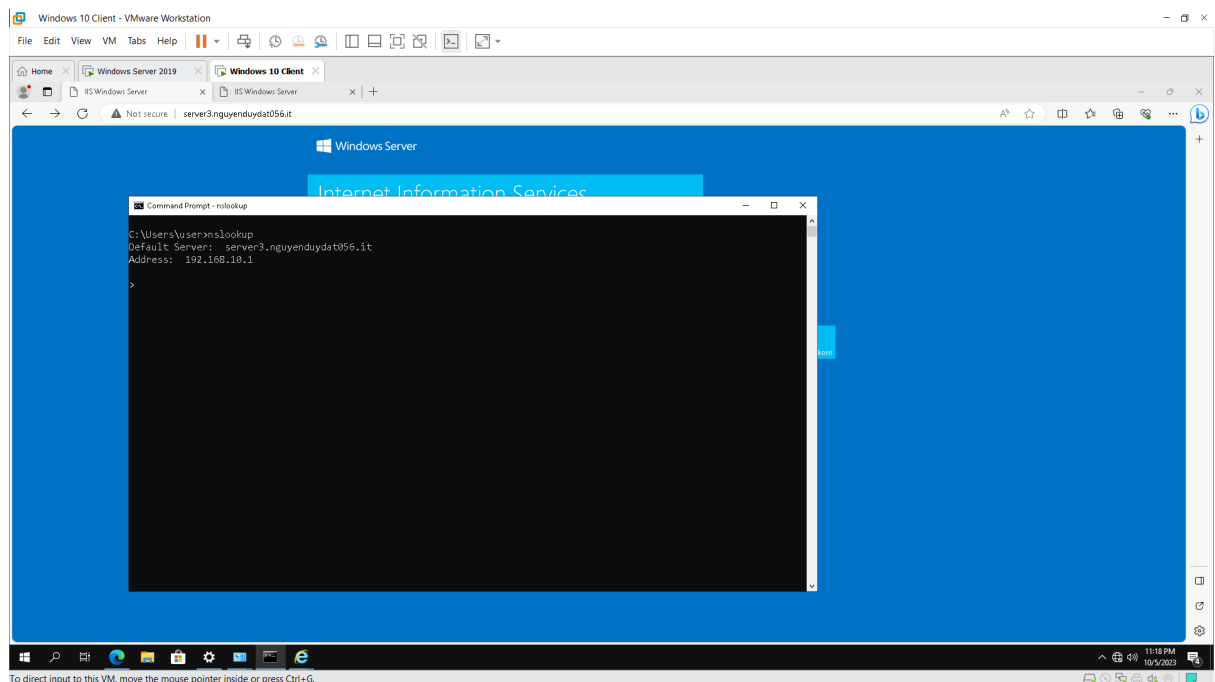 Windows 10 Client - VMware Workstation
File Edit View VM Tabs Help
Home Windows Server 2019 Windows 10 Client
IIS Windows Server IIS Windows Server
Not secure server3.nguyenduydat056.it
Windows Server
Internet Information Services
Command Prompt - nslookup
C:\Users\user>nslookup
Default Server:  server3.nguyenduydat056.it
Address:  192.168.10.1
>
kom
11:18 PM
10/5/2023
To direct input to this VM, move the mouse pointer inside or press Ctrl+G.